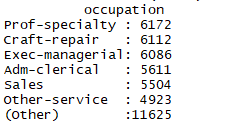 occupation
Prof-specialty : 6172
Craft-repair : 6112
Exec-managerial: 6086
Adm-clerical : 5611
Sales : 5504
Other-service : 4923
(Other) :11625